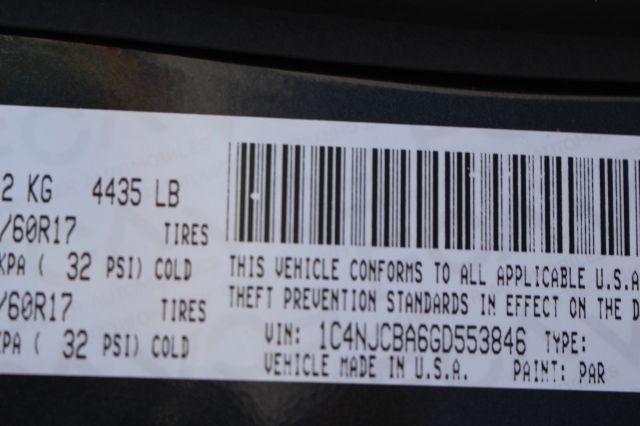 2 KG 4435 LB
/60R17 TIRES
KPA ( 32 PSI) COLD
/60R17 TIRES
KPA ( 32 PSI) COLD
THIS VEHICLE CONFORMS TO ALL APPLICABLE U.S.A
THEFT PREVENTION STANDARDS IN EFFECT ON THE D
VIN: 1C4NJCBA6GD553846 TYPE:
VEHICLE MADE IN U.S.A. PAINT: PAR